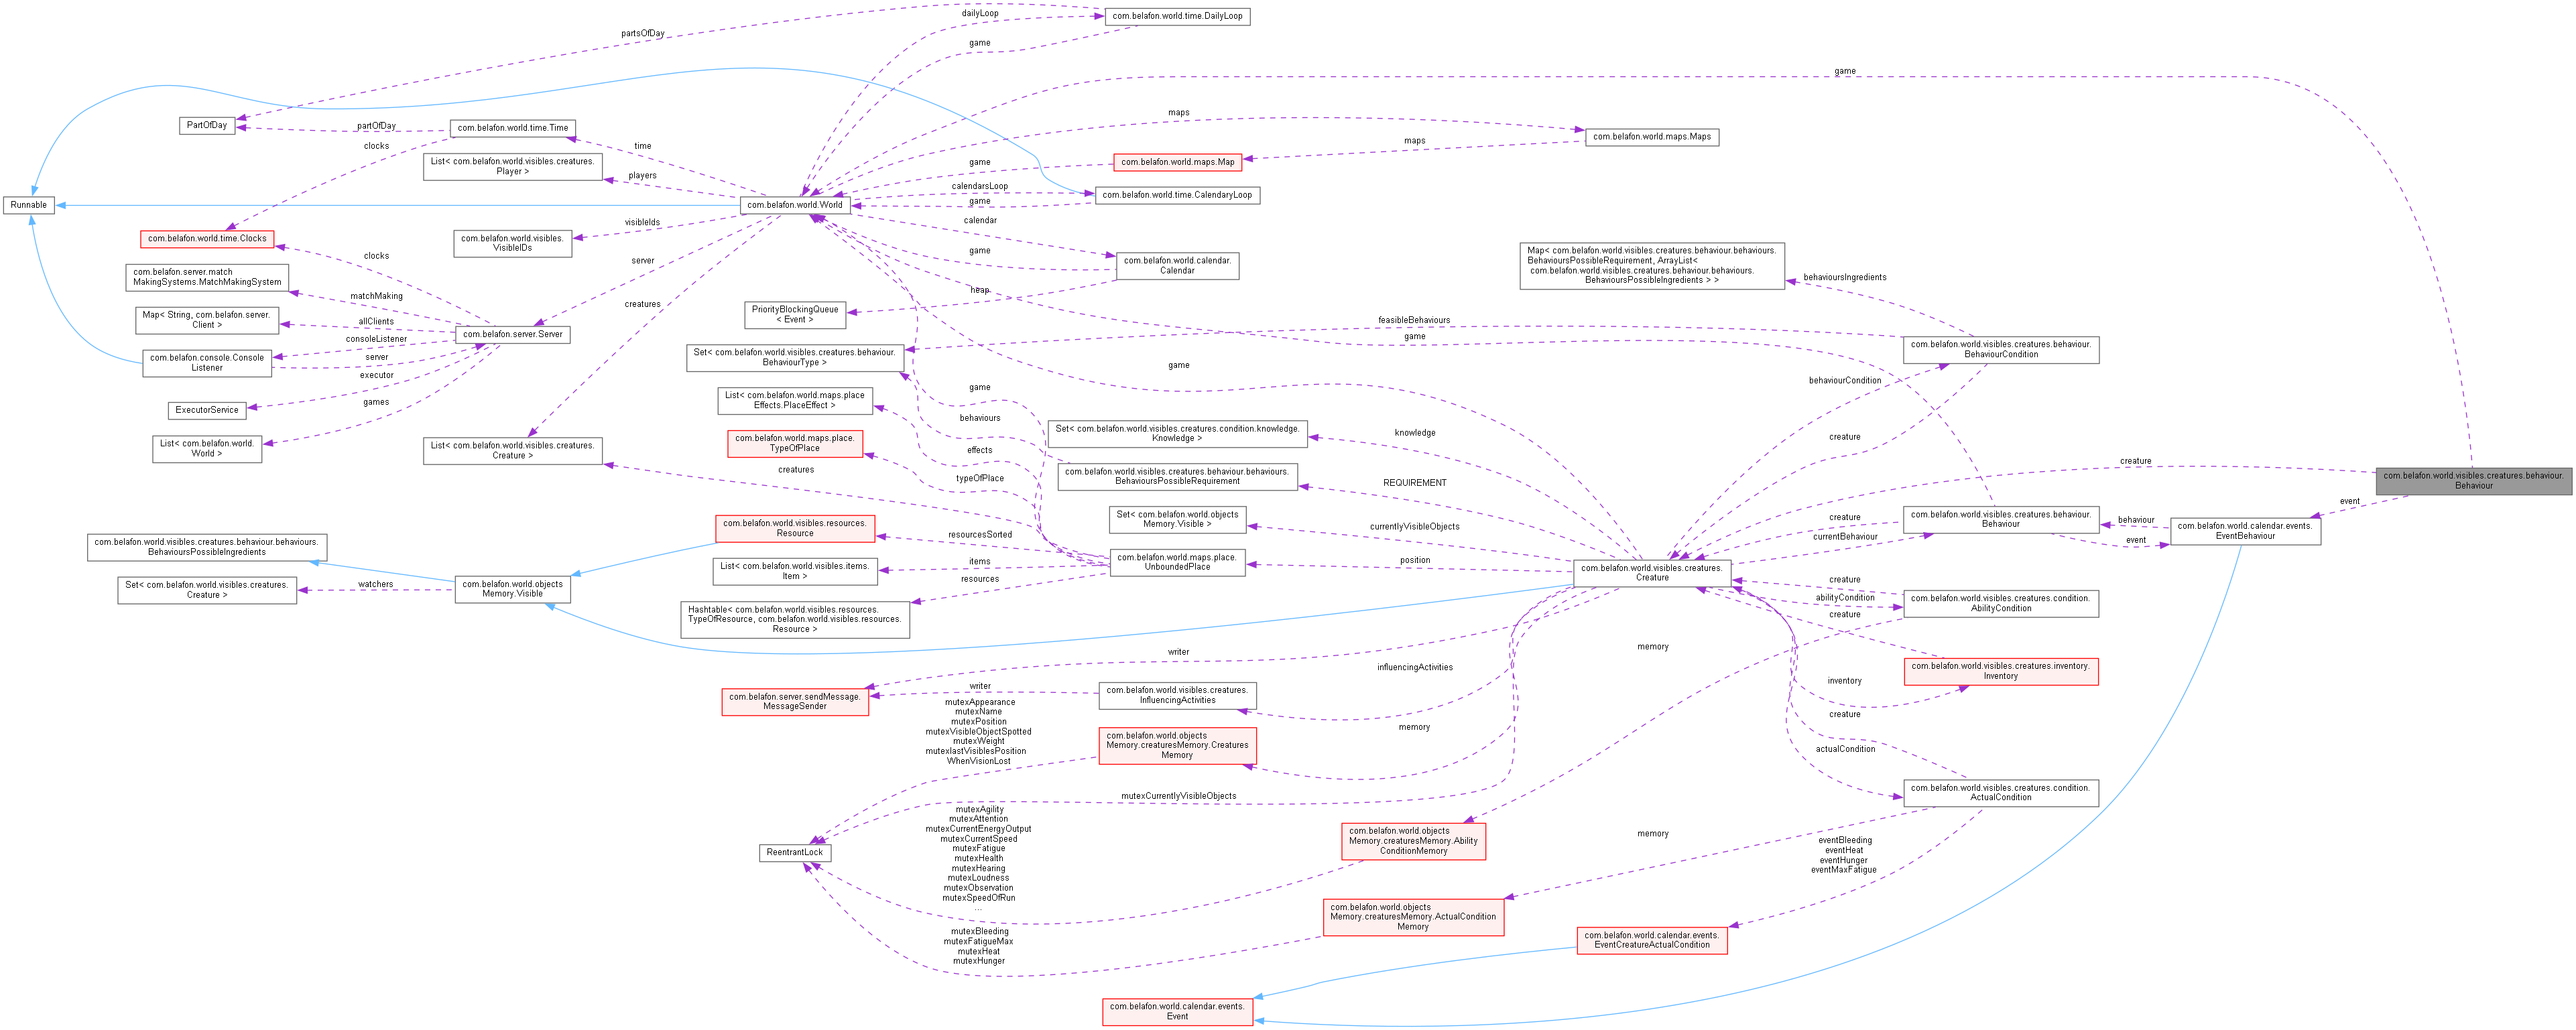 dailyLoop
com.belafon.world.time.DailyLoop
partsOfDay
game
game
maps
PartOfDay
partOfDay
com.belafon.world.time.Time
com.belafon.world.maps.Maps
clocks
time
maps
List< com.belafon.world.visibles.creatures.
Player >
game
com.belafon.world.maps.Map
players
calendarsLoop
com.belafon.world.time.CalendaryLoop
Runnable
com.belafon.world.World
game
visibleIds
calendar
com.belafon.world.time.Clocks
com.belafon.world.visibles.
VisibleIDs
game
Map< com.belafon.world.visibles.creatures.behaviour.behaviours.
BehavioursPossibleRequirement, ArrayList<
com.belafon.world.visibles.creatures.behaviour.behaviours.
BehavioursPossibleIngredients > >
clocks
server
com.belafon.world.calendar.
Calendar
com.belafon.server.match
MakingSystems.MatchMakingSystem
behavioursIngredients
heap
matchMaking
creatures
PriorityBlockingQueue
< Event >
Map< String, com.belafon.server.
Client >
allClients
feasibleBehaviours
com.belafon.server.Server
consoleListener
game
com.belafon.console.Console
Listener
server
Set< com.belafon.world.visibles.creatures.behaviour.
BehaviourType >
com.belafon.world.visibles.creatures.behaviour.
BehaviourCondition
game
executor
behaviourCondition
game
List< com.belafon.world.maps.place
Effects.PlaceEffect >
ExecutorService
games
behaviours
Set< com.belafon.world.visibles.creatures.condition.knowledge.
Knowledge >
knowledge
creature
List< com.belafon.world.
World >
List< com.belafon.world.visibles.creatures.
Creature >
com.belafon.world.maps.place.
TypeOfPlace
effects
creatures
typeOfPlace
com.belafon.world.visibles.creatures.behaviour.behaviours.
BehavioursPossibleRequirement
REQUIREMENT
creature
com.belafon.world.visibles.creatures.behaviour.
Behaviour
event
Set< com.belafon.world.objects
Memory.Visible >
currentlyVisibleObjects
creature
com.belafon.world.visibles.creatures.behaviour.
Behaviour
behaviour
com.belafon.world.calendar.events.
EventBehaviour
com.belafon.world.visibles.resources.
Resource
resourcesSorted
currentBehaviour
event
com.belafon.world.visibles.creatures.behaviour.behaviours.
BehavioursPossibleIngredients
List< com.belafon.world.visibles.items.
Item >
items
com.belafon.world.maps.place.
UnboundedPlace
position
com.belafon.world.visibles.creatures.
Creature
resources
creature
Set< com.belafon.world.visibles.creatures.
Creature >
watchers
com.belafon.world.objects
Memory.Visible
abilityCondition
com.belafon.world.visibles.creatures.condition.
AbilityCondition
Hashtable< com.belafon.world.visibles.resources.
TypeOfResource, com.belafon.world.visibles.resources.
Resource >
creature
writer
memory
influencingActivities
com.belafon.world.visibles.creatures.inventory.
Inventory
inventory
com.belafon.server.sendMessage.
MessageSender
writer
com.belafon.world.visibles.creatures.
InfluencingActivities
creature
mutexAppearance
mutexName
mutexPosition
mutexVisibleObjectSpotted
mutexWeight
mutexlastVisiblesPosition
WhenVisionLost
memory
com.belafon.world.objects
Memory.creaturesMemory.Creatures
Memory
actualCondition
mutexCurrentlyVisibleObjects
com.belafon.world.visibles.creatures.condition.
ActualCondition
mutexAgility
mutexAttention
mutexCurrentEnergyOutput
mutexCurrentSpeed
mutexFatigue
mutexHealth
mutexHearing
mutexLoudness
mutexObservation
mutexSpeedOfRun
...
ReentrantLock
com.belafon.world.objects
Memory.creaturesMemory.Ability
ConditionMemory
memory
eventBleeding
eventHeat
eventHunger
eventMaxFatigue
com.belafon.world.objects
Memory.creaturesMemory.ActualCondition
Memory
mutexBleeding
mutexFatigueMax
mutexHeat
mutexHunger
com.belafon.world.calendar.events.
EventCreatureActualCondition
com.belafon.world.calendar.events.
Event